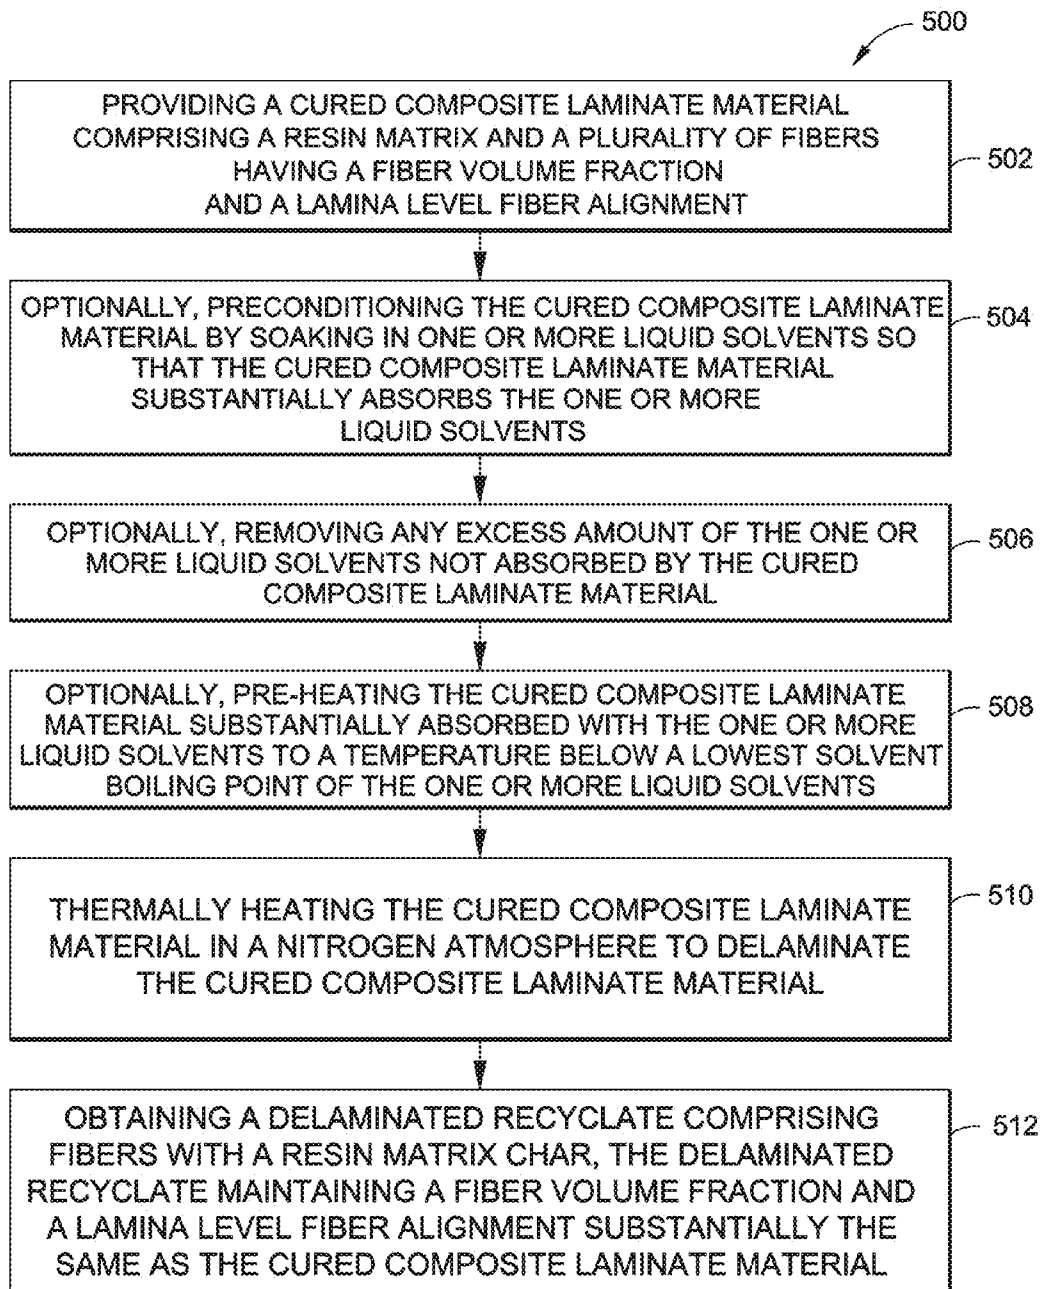 500
PROVIDING A CURED COMPOSITE LAMINATE MATERIAL
COMPRISING A RESIN MATRIX AND A PLURALITY OF FIBERS
HAVING A FIBER VOLUME FRACTION
AND A LAMINA LEVEL FIBER ALIGNMENT
502
OPTIONALLY, PRECONDITIONING THE CURED COMPOSITE LAMINATE
MATERIAL BY SOAKING IN ONE OR MORE LIQUID SOLVENTS SO
THAT THE CURED COMPOSITE LAMINATE MATERIAL
SUBSTANTIALLY ABSORBS THE ONE OR MORE
LIQUID SOLVENTS
504
OPTIONALLY, REMOVING ANY EXCESS AMOUNT OF THE ONE OR
MORE LIQUID SOLVENTS NOT ABSORBED BY THE CURED
COMPOSITE LAMINATE MATERIAL
506
OPTIONALLY, PRE-HEATING THE CURED COMPOSITE LAMINATE
MATERIAL SUBSTANTIALLY ABSORBED WITH THE ONE OR MORE
LIQUID SOLVENTS TO A TEMPERATURE BELOW A LOWEST SOLVENT
BOILING POINT OF THE ONE OR MORE LIQUID SOLVENTS
508
THERMALLY HEATING THE CURED COMPOSITE LAMINATE
MATERIAL IN A NITROGEN ATMOSPHERE TO DELAMINATE
THE CURED COMPOSITE LAMINATE MATERIAL
510
OBTAINING A DELAMINATED RECYCLATE COMPRISING
FIBERS WITH A RESIN MATRIX CHAR, THE DELAMINATED
RECYCLATE MAINTAINING A FIBER VOLUME FRACTION AND
A LAMINA LEVEL FIBER ALIGNMENT SUBSTANTIALLY THE
SAME AS THE CURED COMPOSITE LAMINATE MATERIAL
512